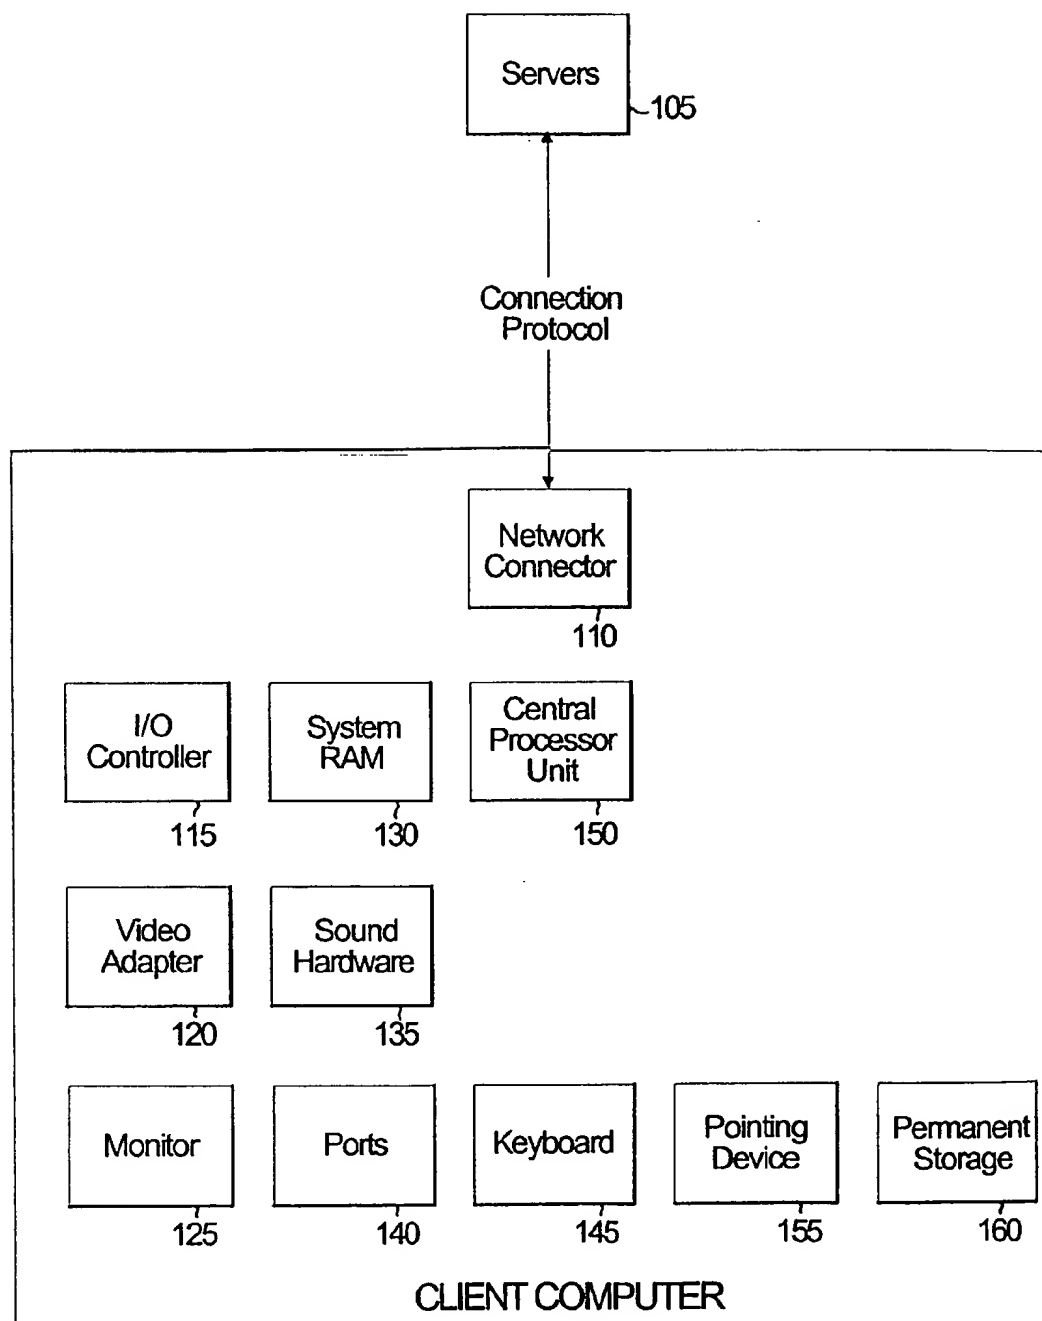 Servers
105
Connection
Protocol
Network
Connector
110
I/O
Controller
115
System
RAM
130
Central
Processor
Unit
150
Video
Adapter
120
Sound
Hardware
135
Monitor
125
Ports
140
Keyboard
145
Pointing
Device
155
Permanent
Storage
160
CLIENT COMPUTER